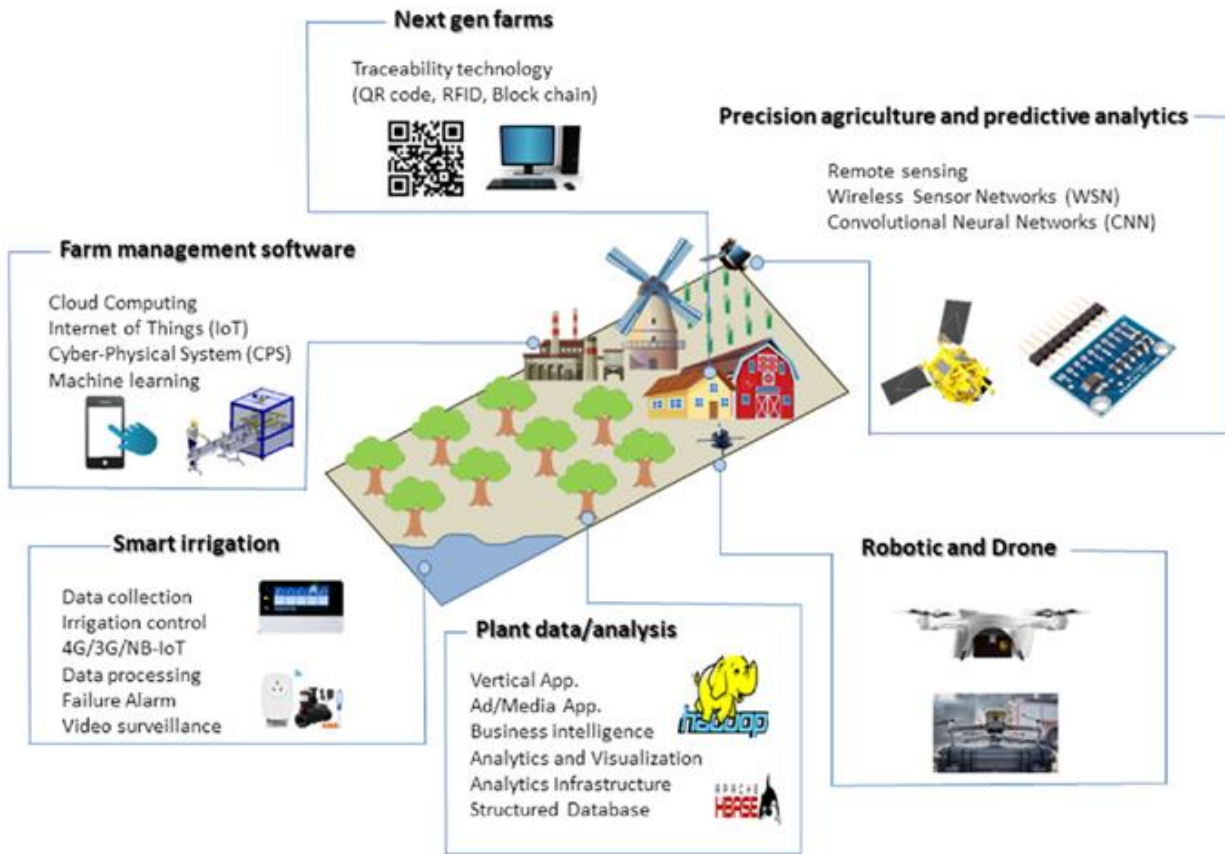 Next gen farms
Traceability technology
(QR code, RFID, Block chain)
Precision agriculture and predictive analytics
Remote sensing
Wireless Sensor Networks (WSN)
Convolutional Neural Networks (CNN)
Farm management software
Cloud Computing
Internet of Things (IoT)
Cyber-Physical System (CPS)
Machine learning
Smart irrigation
Data collection
Irrigation control
4G/3G/NB-IoT
Data processing
Failure Alarm
Video surveillance
Plant data/analysis
Vertical App.
Ad/Media App.
Business intelligence
Analytics and Visualization
Analytics Infrastructure
Structured Database
hadoop
APACHE
HBASE
Robotic and Drone